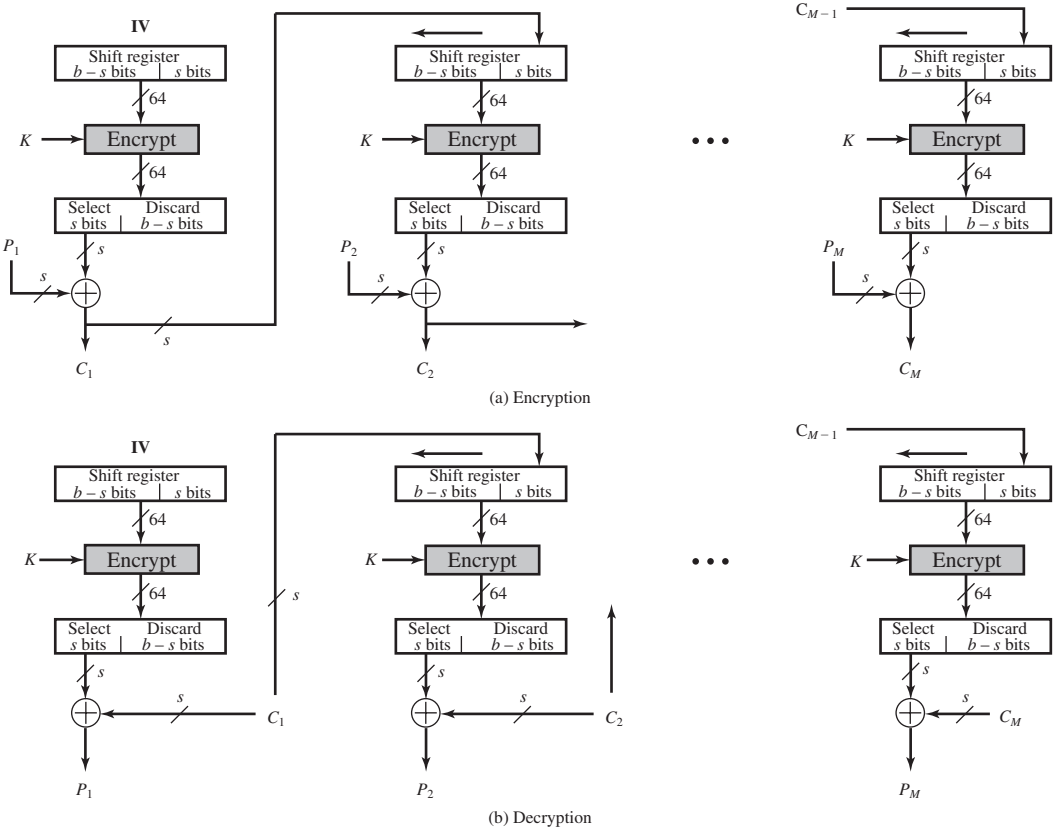 IV
C_{M−1}
Shift register
b – s bits | s bits
Shift register
b – s bits | s bits
Shift register
b – s bits | s bits
64
64
64
K
Encrypt
K
Encrypt
• • •
K
Encrypt
64
64
64
Select Discard
s bits | b – s bits
Select Discard
s bits | b – s bits
Select Discard
s bits | b – s bits
P_1
s
s
P_2
s
s
P_M
s
s
s
C_1
C_2
C_M
(a) Encryption
IV
C_{M−1}
Shift register
b – s bits | s bits
Shift register
b – s bits | s bits
Shift register
b – s bits | s bits
64
64
64
K
Encrypt
K
Encrypt
• • •
K
Encrypt
64
s
64
64
Select Discard
s bits | b – s bits
Select Discard
s bits | b – s bits
Select Discard
s bits | b – s bits
s
s
s
s
C_1
s
C_2
s
C_M
P_1
P_2
P_M
(b) Decryption